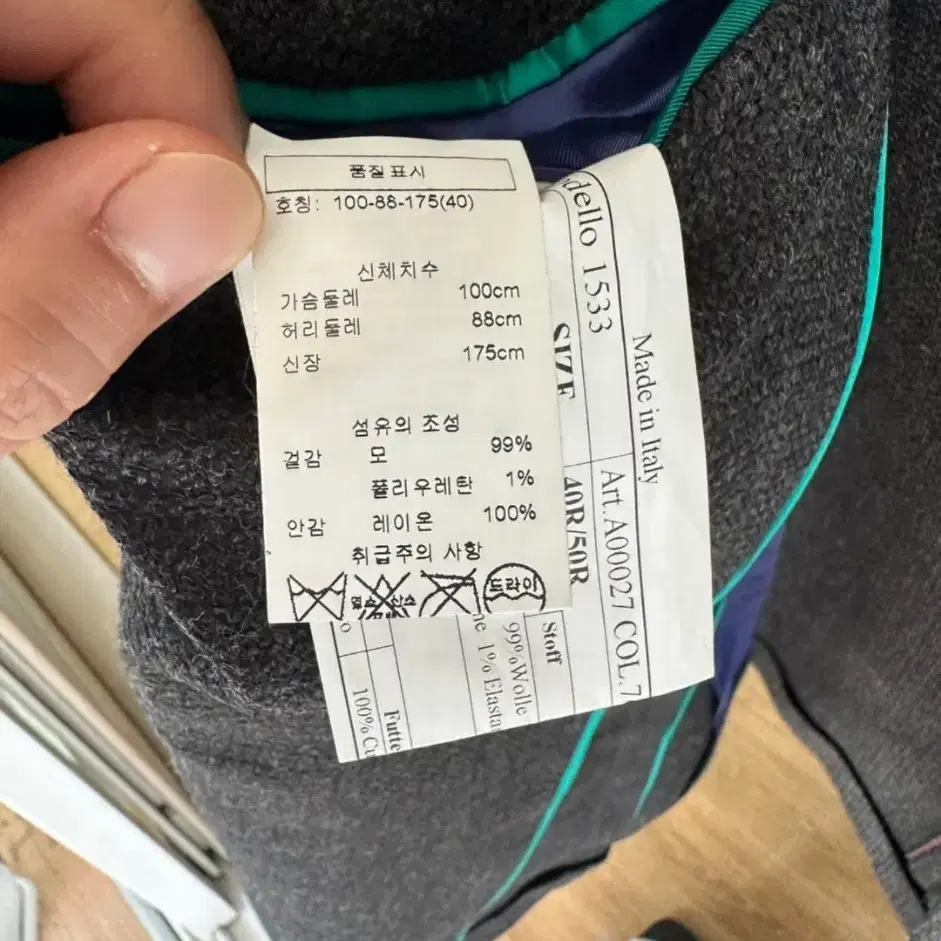 품질표시
호칭: 100-88-175(40)
신체치수
가슴둘레 100cm
허리둘레 88cm
신장 175cm
섬유의 조성
겉감 모 99%
폴리우레탄 1%
안감 레이온 100%
취급주의 사항
드라이
Made in Italy
dello 1533
Art.A00027 COL.7
SIZE 40R/50R
Stoff
99%Wolle
1% Elasta
Futte
100%Cu